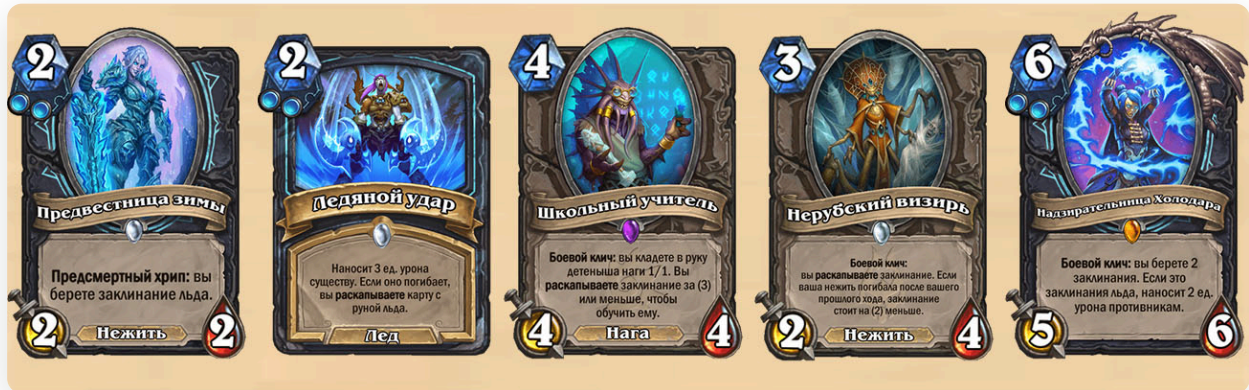 2
Предвестница зимы
Предсмертный хрип: вы
берете заклинание льда.
2
Нежить
2
2
Ледяной удар
Наносит 3 ед. урона
существу. Если оно погибает,
вы раскапываете карту с
руной льда.
Лед
4
Школьный учитель
Боевой клич: вы кладете в руку
детеныша наги 1/1. Вы
раскапываете заклинание за (3)
или меньше, чтобы
обучить ему.
4
Нага
4
3
Нерубский визирь
Боевой клич:
вы раскапываете заклинание. Если
ваша нежить погибала после вашего
прошлого хода, заклинание
стоит на (2) меньше.
2
Нежить
4
6
Надзирательница Холодара
Боевой клич: вы берете 2
заклинания. Если это
заклинания льда, наносит 2 ед.
урона противникам.
5
6